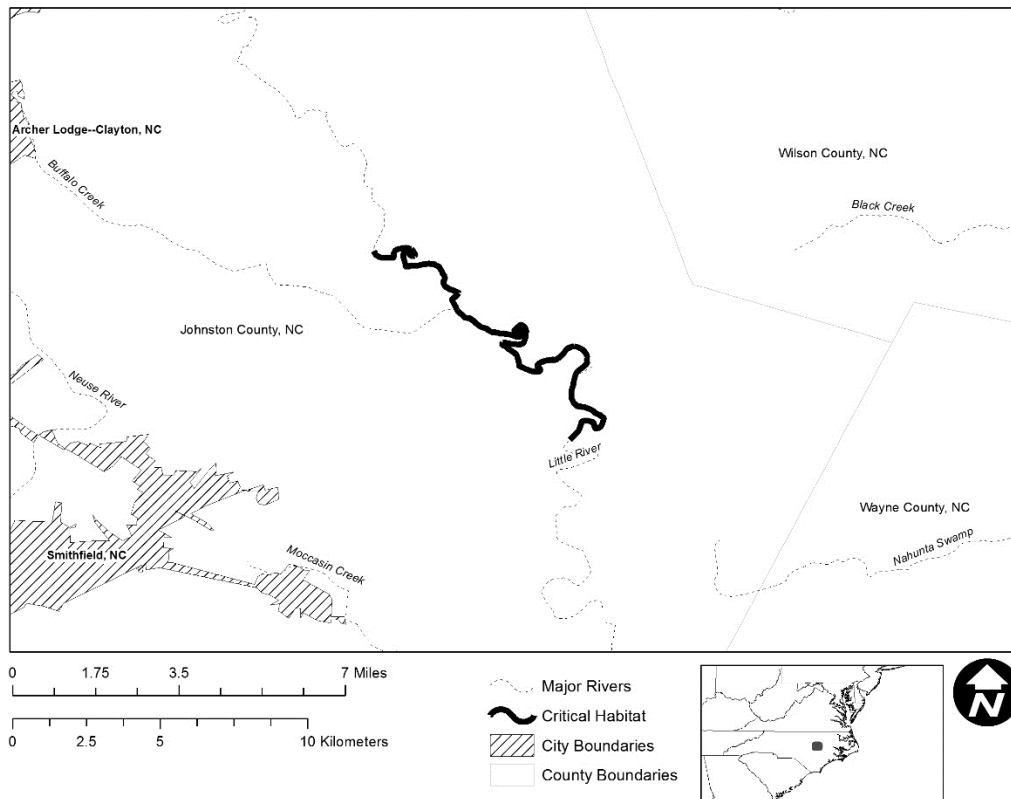 Archer Lodge--Clayton, NC
Wilson County, NC
Buffalo Creek
Black Creek
Johnston County, NC
Neuse River
Little River
Wayne County, NC
Nahunta Swamp
Smithfield, NC
Moccasin Creek
0 1.75 3.5 7 Miles
0 2.5 5 10 Kilometers
Major Rivers
Critical Habitat
City Boundaries
County Boundaries
N